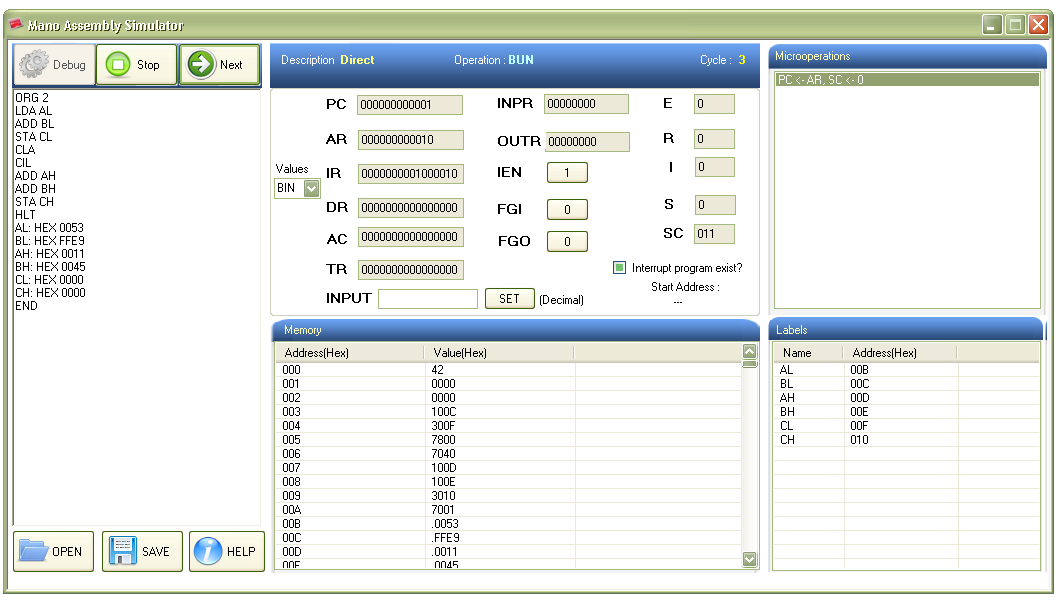 Mano Assembly Simulator
Debug Stop Next
ORG 2
LDA AL
ADD BL
STA CL
CLA
CIL
ADD AH
ADD BH
STA CH
HLT
AL: HEX 0053
BL: HEX FFE9
AH: HEX 0011
BH: HEX 0045
CL: HEX 0000
CH: HEX 0000
END
OPEN SAVE HELP
Description Direct Operation : BUN Cycle : 3
Values
BIN
PC 000000000001 INPR 00000000 E 0
AR 000000000010 OUTR 00000000 R 0
IR 0000000001000010 IEN 1 I 0
DR 0000000000000000 FGI 0 S 0
AC 0000000000000000 FGO 0 SC 011
TR 0000000000000000
Interrupt program exist?
Start Address :
...
INPUT SET (Decimal)
Memory
Address(Hex) Value(Hex)
000 42
001 0000
002 0000
003 100C
004 300F
005 7800
006 7040
007 100D
008 100E
009 3010
00A 7001
00B .0053
00C .FFE9
00D .0011
00E .0045
Microoperations
PC <- AR, SC <- 0
Labels
Name Address(Hex)
AL 00B
BL 00C
AH 00D
BH 00E
CL 00F
CH 010